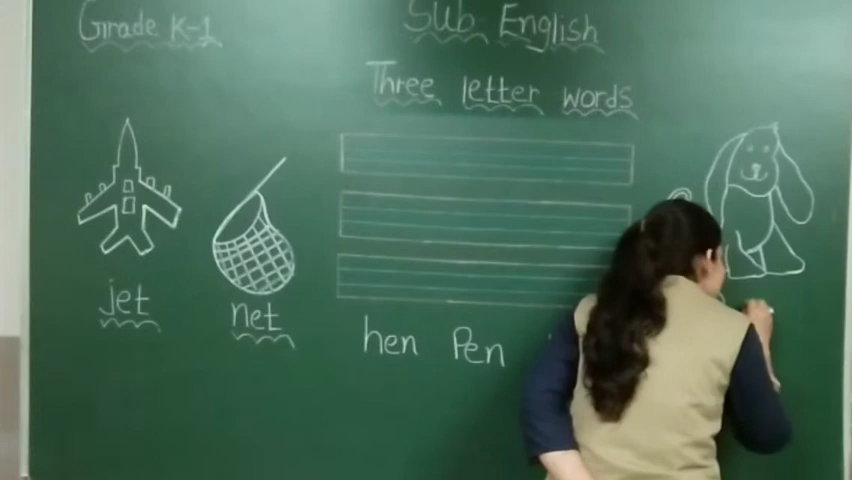 Grade K-1
Sub English
Three letter words
jet
net
hen Pen